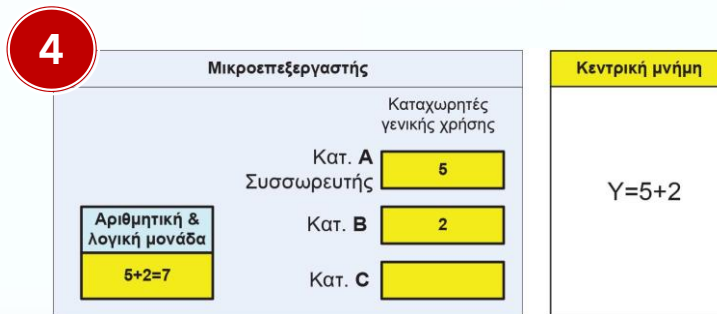 4
Μικροεπεξεργαστής
Καταχωρητές
γενικής χρήσης
Κατ. Α
Συσσωρευτής
5
Κατ. Β
2
Κατ. C
Αριθμητική &
λογική μονάδα
5+2=7
Κεντρική μνήμη
Y=5+2